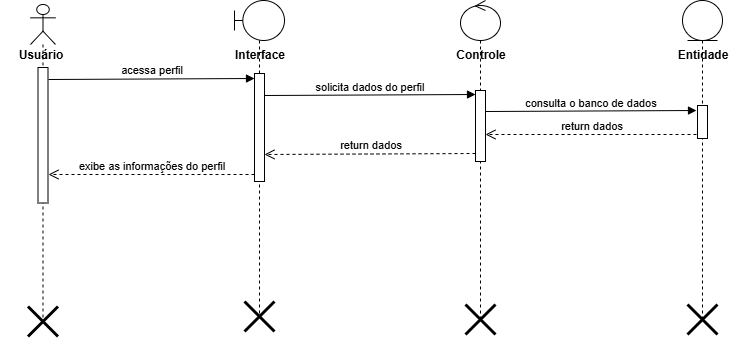 Usuário
Interface
Controle
Entidade
acessa perfil
solicita dados do perfil
consulta o banco de dados
return dados
return dados
exibe as informações do perfil